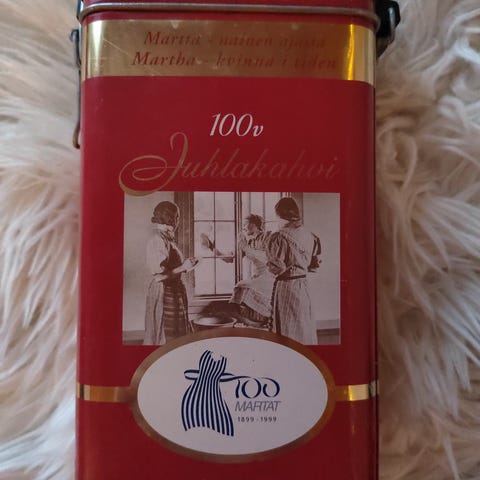 Martta - nainen ajassa
Martha - kvinna i tiden
100v
Juhlakahvi
100
MARTAT
1899 - 1999